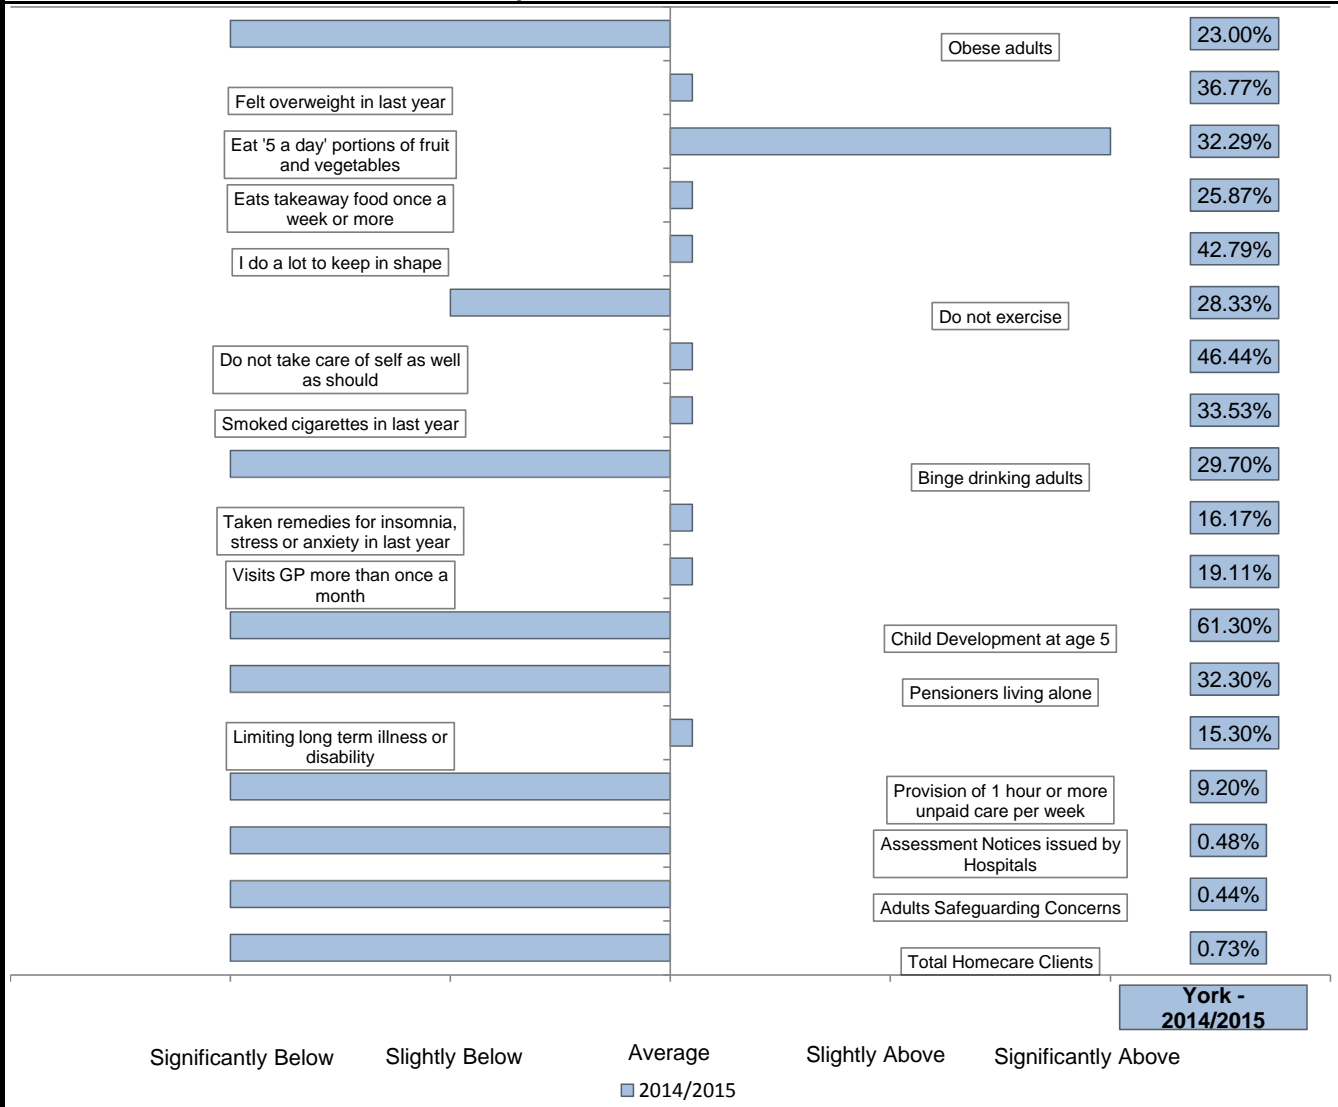 Obese adults
23.00%
Felt overweight in last year
36.77%
Eat '5 a day' portions of fruit
and vegetables
32.29%
Eats takeaway food once a
week or more
25.87%
I do a lot to keep in shape
42.79%
Do not exercise
28.33%
Do not take care of self as well
as should
46.44%
Smoked cigarettes in last year
33.53%
Binge drinking adults
29.70%
Taken remedies for insomnia,
stress or anxiety in last year
16.17%
Visits GP more than once a
month
19.11%
Child Development at age 5
61.30%
Pensioners living alone
32.30%
Limiting long term illness or
disability
15.30%
Provision of 1 hour or more
unpaid care per week
9.20%
Assessment Notices issued by
Hospitals
0.48%
Adults Safeguarding Concerns
0.44%
Total Homecare Clients
0.73%
York -
2014/2015
Significantly Below
Slightly Below
Average
Slightly Above
Significantly Above
2014/2015